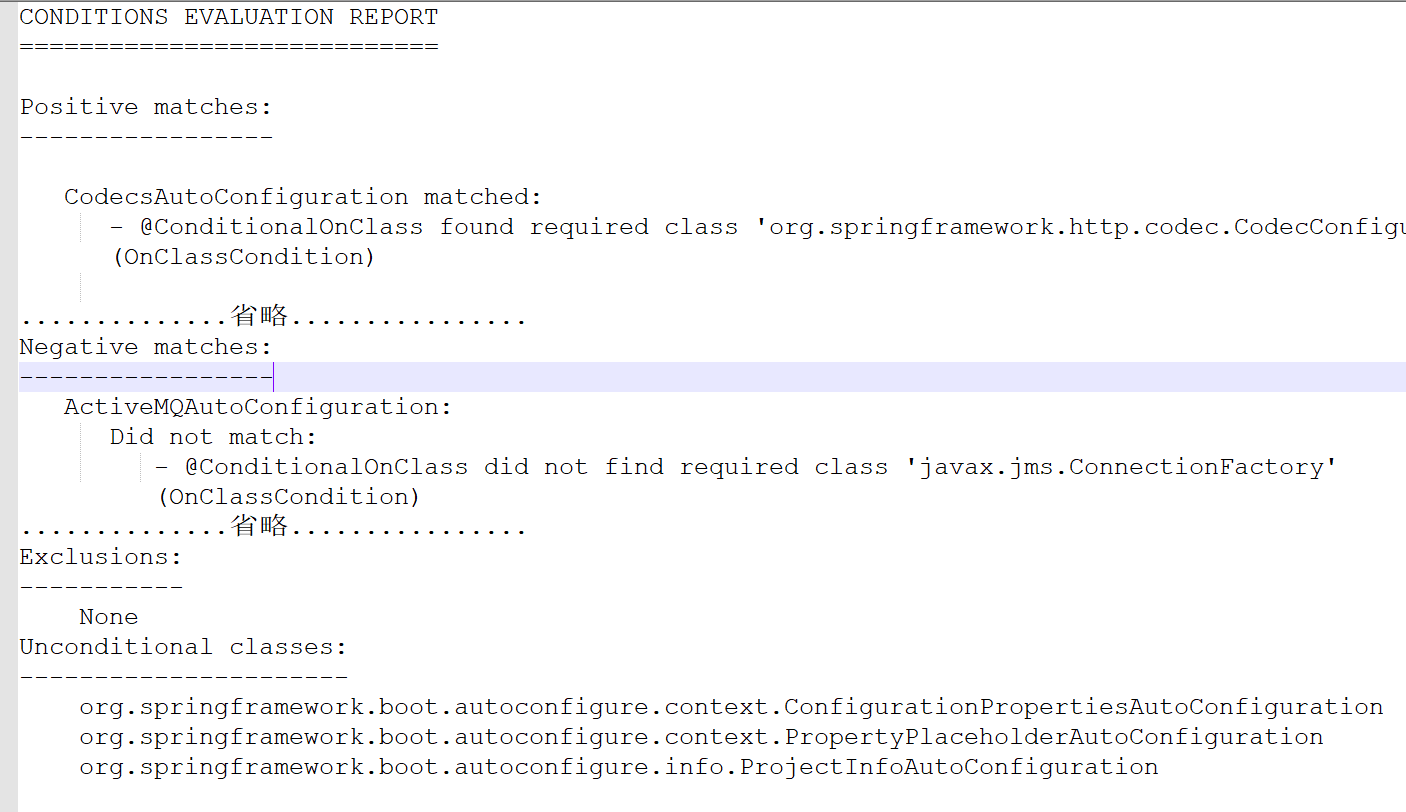 CONDITIONS EVALUATION REPORT
============================
Positive matches:
-----------------
CodecsAutoConfiguration matched:
- @ConditionalOnClass found required class 'org.springframework.http.codec.CodecConfigu
(OnClassCondition)
..............省略................
Negative matches:
-----------------
ActiveMQAutoConfiguration:
Did not match:
- @ConditionalOnClass did not find required class 'javax.jms.ConnectionFactory'
(OnClassCondition)
..............省略................
Exclusions:
-----------
None
Unconditional classes:
----------------------
org.springframework.boot.autoconfigure.context.ConfigurationPropertiesAutoConfiguration
org.springframework.boot.autoconfigure.context.PropertyPlaceholderAutoConfiguration
org.springframework.boot.autoconfigure.info.ProjectInfoAutoConfiguration